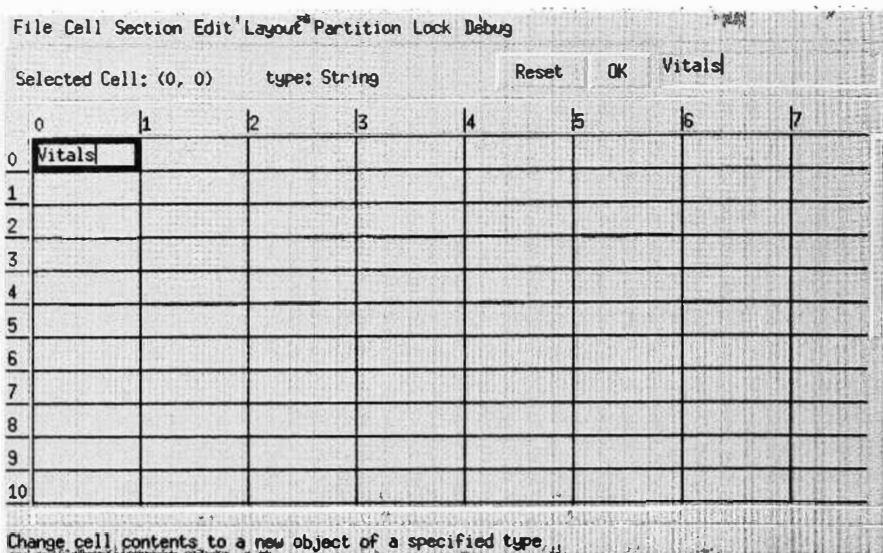 File Cell Section Edit Layout Partition Lock Debug
Selected Cell: (0, 0) type: String Reset OK Vitals
0 1 2 3 4 5 6 7
0 Vitals
1
2
3
4
5
6
7
8
9
10
Change cell contents to a new object of a specified type